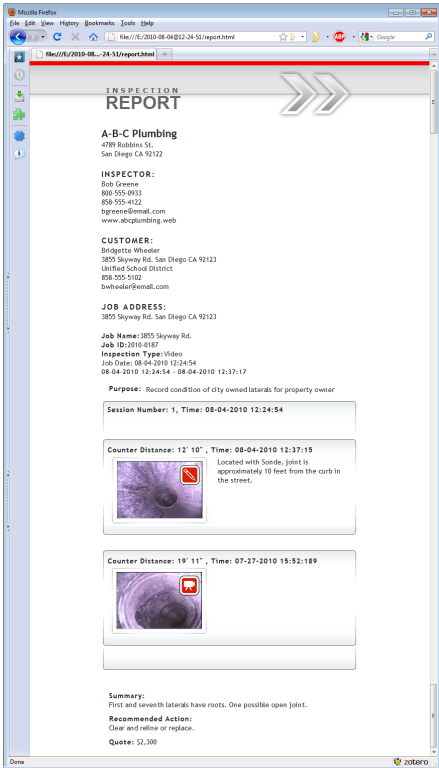 Mozilla Firefox
File Edit View History Bookmarks Tools Help
file:///E:/2010-08-04@12-24-51/report.html
ABP
Google
file:///E:/2010-08...-24-51/report.html
INSPECTION
REPORT
A-B-C Plumbing
4789 Robbins St.
San Diego CA 92122
INSPECTOR:
Bob Greene
800-555-0933
858-555-4122
bgreene@email.com
www.abcplumbing.web
CUSTOMER:
Bridgette Wheeler
3855 Skyway Rd. San Diego CA 92123
Unified School District
858-555-5102
bwheeler@email.com
JOB ADDRESS:
3855 Skyway Rd. San Diego CA 92123
Job Name:3855 Skyway Rd.
Job ID:2010-0187
Inspection Type:Video
Job Date: 08-04-2010 12:24:54
08-04-2010 12:24:54 - 08-04-2010 12:37:17
Purpose: Record condition of city owned laterals for property owner
Session Number: 1, Time: 08-04-2010 12:24:54
Counter Distance: 12' 10" , Time: 08-04-2010 12:37:15
Located with Sonde, joint is
approximately 10 feet from the curb in
the street.
Counter Distance: 19' 11" , Time: 07-27-2010 15:52:189
Summary:
First and seventh laterals have roots. One possible open joint.
Recommended Action:
Clear and reline or replace.
Quote: $2,300
Done
zotero